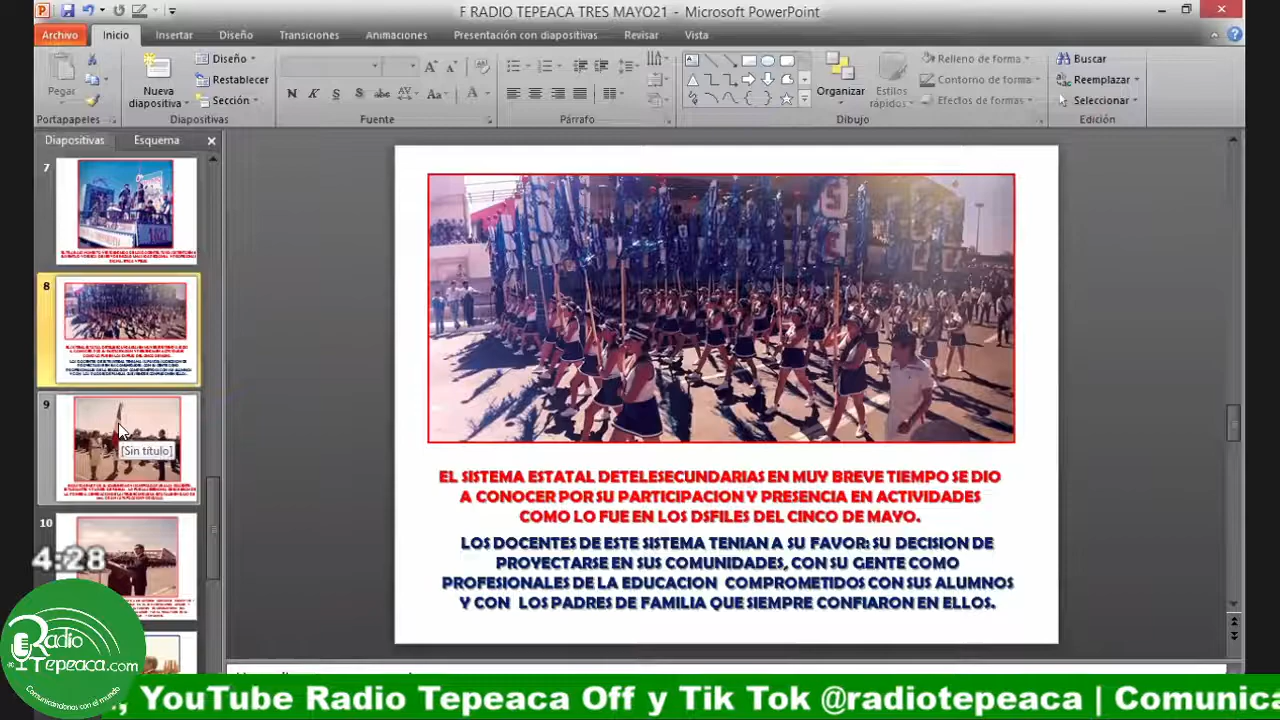 F.RADIO TEPEACA TRES MAYO21 - Microsoft PowerPoint
Archivo Inicio Insertar Diseño Transiciones Animaciones Presentación con diapositivas Revisar Vista
Pegar
Nueva diapositiva
Diseño
Restablecer
Sección
Organizar
Estilos rápidos
Relleno de forma
Contorno de forma
Efectos de formas
Buscar
Reemplazar
Seleccionar
Portapapeles Diapositivas Fuente Párrafo Dibujo Edición
Diapositivas Esquema
7
8
9
[Sin título]
10
EL SISTEMA ESTATAL DETELESECUNDARIAS EN MUY BREVE TIEMPO SE DIO
A CONOCER POR SU PARTICIPACION Y PRESENCIA EN ACTIVIDADES
COMO LO FUE EN LOS DSFILES DEL CINCO DE MAYO.
LOS DOCENTES DE ESTE SISTEMA TENIAN A SU FAVOR: SU DECISION DE
PROYECTARSE EN SUS COMUNIDADES, CON SU GENTE COMO
PROFESIONALES DE LA EDUCACION COMPROMETIDOS CON SUS ALUMNOS
Y CON LOS PADRES DE FAMILIA QUE SIEMPRE CONFIARON EN ELLOS.
4:28
Radio
Tepeaca.com
Comunicándonos con el mundo
, YouTube Radio Tepeaca Off y Tik Tok @radiotepeaca | Comunica